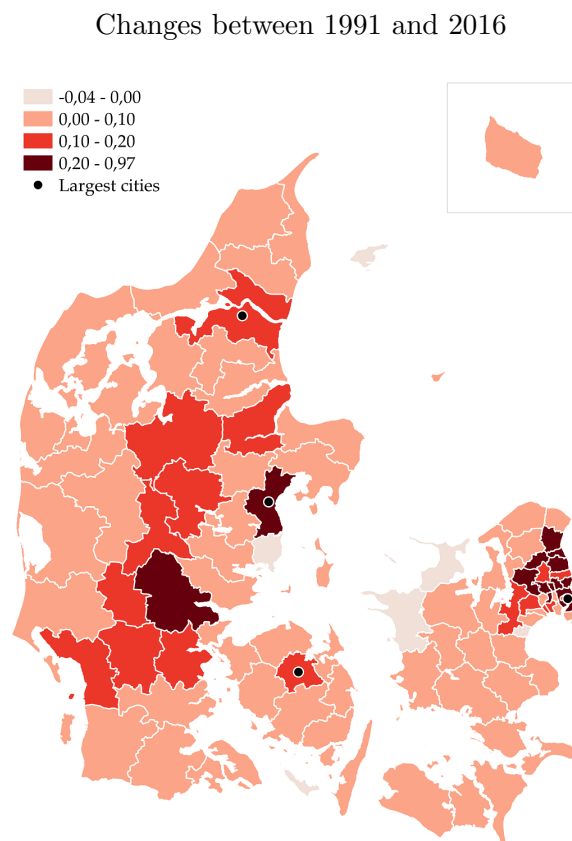 Changes between 1991 and 2016
-0,04 - 0,00
0,00 - 0,10
0,10 - 0,20
0,20 - 0,97
Largest cities